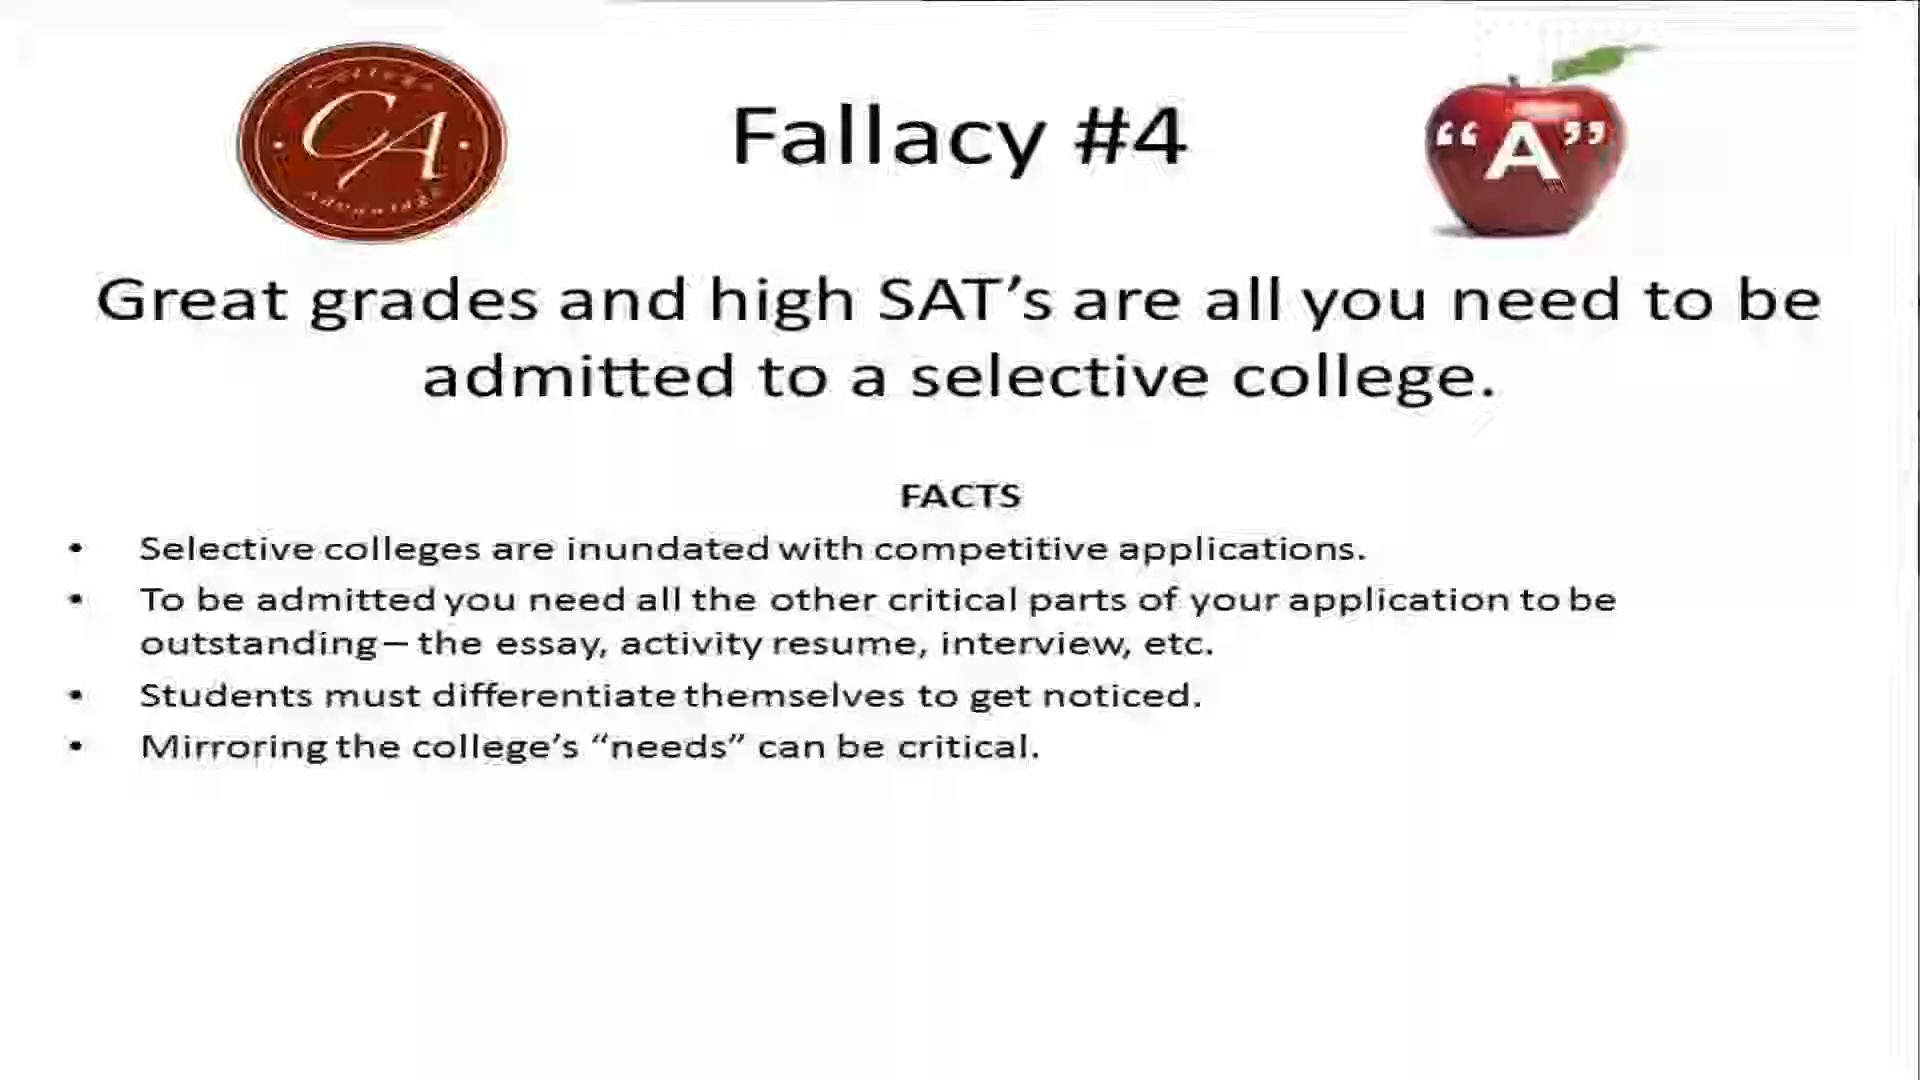 College
CA
Advantage
Fallacy #4
“A”
Great grades and high SAT’s are all you need to be
admitted to a selective college.
FACTS
• Selective colleges are inundated with competitive applications.
• To be admitted you need all the other critical parts of your application to be
outstanding – the essay, activity resume, interview, etc.
• Students must differentiate themselves to get noticed.
• Mirroring the college’s “needs” can be critical.